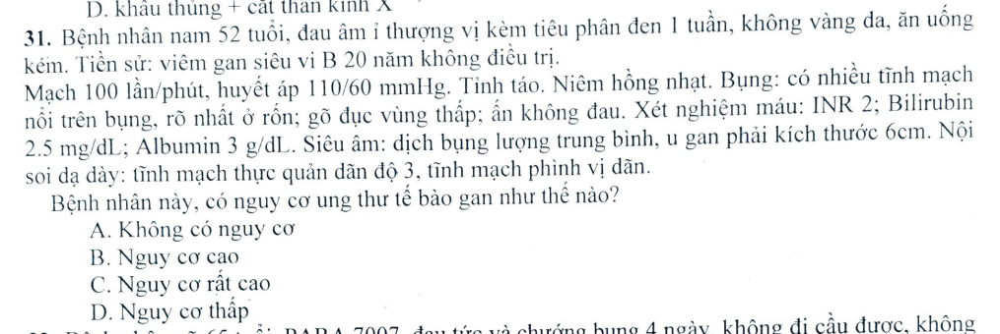 D. khâu thủng + cắt thần kinh X
31. Bệnh nhân nam 52 tuổi, đau âm ỉ thượng vị kèm tiêu phân đen 1 tuần, không vàng da, ăn uống
kém. Tiền sử: viêm gan siêu vi B 20 năm không điều trị.
Mạch 100 lần/phút, huyết áp 110/60 mmHg. Tỉnh táo. Niêm hồng nhạt. Bụng: có nhiều tĩnh mạch
nổi trên bụng, rõ nhất ở rốn; gõ đục vùng thấp; ấn không đau. Xét nghiệm máu: INR 2; Bilirubin
2.5 mg/dL; Albumin 3 g/dL. Siêu âm: dịch bụng lượng trung bình, u gan phải kích thước 6cm. Nội
soi dạ dày: tĩnh mạch thực quản dãn độ 3, tĩnh mạch phình vị dãn.
Bệnh nhân này, có nguy cơ ung thư tế bào gan như thế nào?
A. Không có nguy cơ
B. Nguy cơ cao
C. Nguy cơ rất cao
D. Nguy cơ thấp
đau tức và chướng bụng 4 ngày, không đi cầu được, không